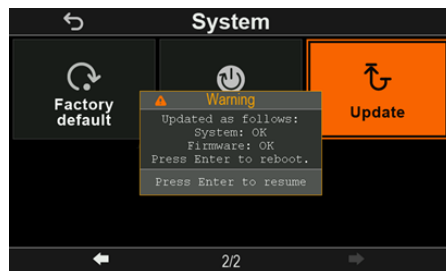 System
Factory
default
Update
Warning
Updated as follows:
System: OK
Firmware: OK
Press Enter to reboot.
Press Enter to resume
2/2